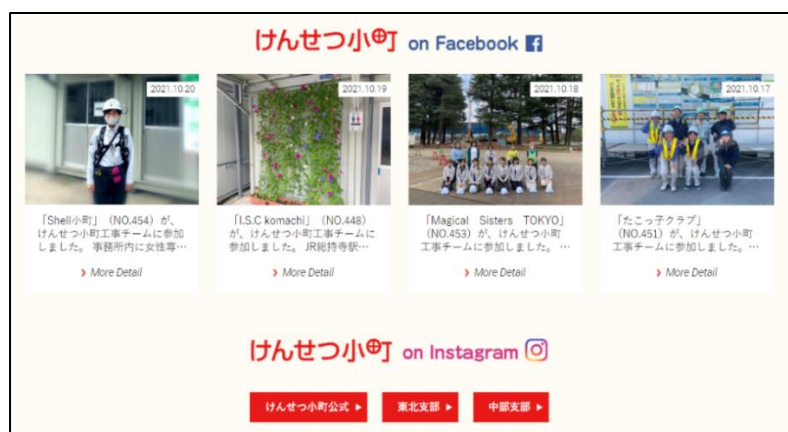 けんせつ小町 on Facebook
2021.10.20
2021.10.19
2021.10.18
2021.10.17
「Shell小町」（NO.454）が、
けんせつ小町工事チームに参加
しました。 事務所内に女性専…
› More Detail
「I.S.C komachi」（NO.448）
が、けんせつ小町工事チームに
参加しました。 JR総持寺駅…
› More Detail
「Magical Sisters TOKYO」
（NO.453）が、けんせつ小町
工事チームに参加しました。 …
› More Detail
「たこっ子クラブ」
（NO.451）が、けんせつ小町
工事チームに参加しました。…
› More Detail
けんせつ小町 on Instagram
けんせつ小町公式 ▶
東北支部 ▶
中部支部 ▶